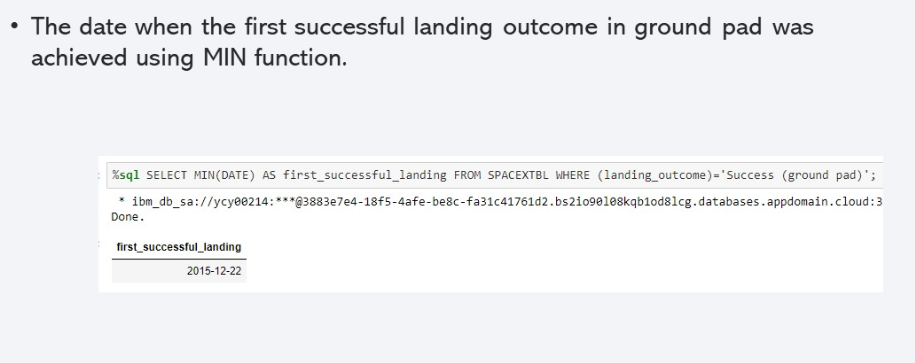 • The date when the first successful landing outcome in ground pad was
achieved using MIN function.
%sql SELECT MIN(DATE) AS first_successful_landing FROM SPACEXTBL WHERE (landing_outcome)='Success (ground pad)';
* ibm_db_sa://ycy00214:***@3883e7e4-18f5-4afe-be8c-fa31c41761d2.bs2io90l08kqb1od8lcg.databases.appdomain.cloud:3
Done.
first_successful_landing
2015-12-22